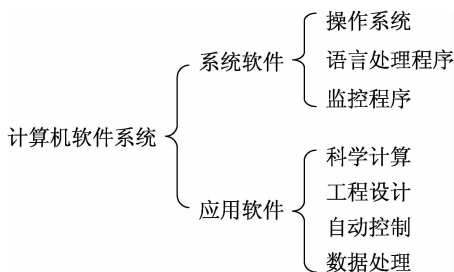 计算机软件系统
系统软件
操作系统
语言处理程序
监控程序
应用软件
科学计算
工程设计
自动控制
数据处理